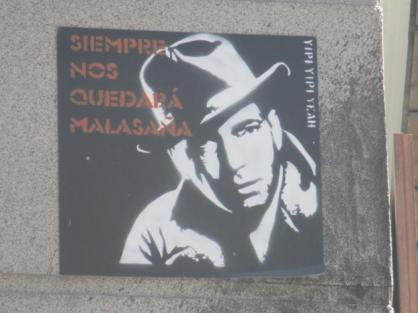 SIEMPRE
NOS
QUEDARÁ
MALASAÑA
YIPI YIPI YEAH